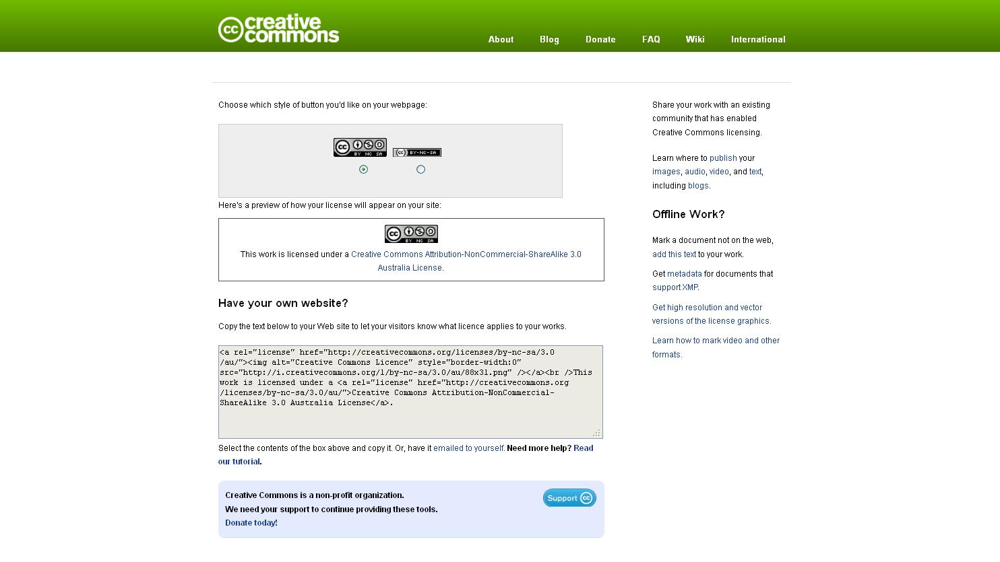 creative
commons
About Blog Donate FAQ Wiki International
Choose which style of button you'd like on your webpage:
BY NC SA
BY-NC-SA
Here's a preview of how your license will appear on your site:
BY NC SA
This work is licensed under a Creative Commons Attribution-NonCommercial-ShareAlike 3.0
Australia License.
Have your own website?
Copy the text below to your Web site to let your visitors know what licence applies to your works.
<a rel="license" href="http://creativecommons.org/licenses/by-nc-sa/3.0
/au/"><img alt="Creative Commons Licence" style="border-width:0"
src="http://i.creativecommons.org/l/by-nc-sa/3.0/au/88x31.png" /></a><br />This
work is licensed under a <a rel="license" href="http://creativecommons.org
/licenses/by-nc-sa/3.0/au/">Creative Commons Attribution-NonCommercial-
ShareAlike 3.0 Australia License</a>.
Select the contents of the box above and copy it. Or, have it emailed to yourself. Need more help? Read
our tutorial.
Creative Commons is a non-profit organization.
We need your support to continue providing these tools.
Donate today!
Support CC
Share your work with an existing
community that has enabled
Creative Commons licensing.
Learn where to publish your
images, audio, video, and text,
including blogs.
Offline Work?
Mark a document not on the web,
add this text to your work.
Get metadata for documents that
support XMP.
Get high resolution and vector
versions of the license graphics.
Learn how to mark video and other
formats.